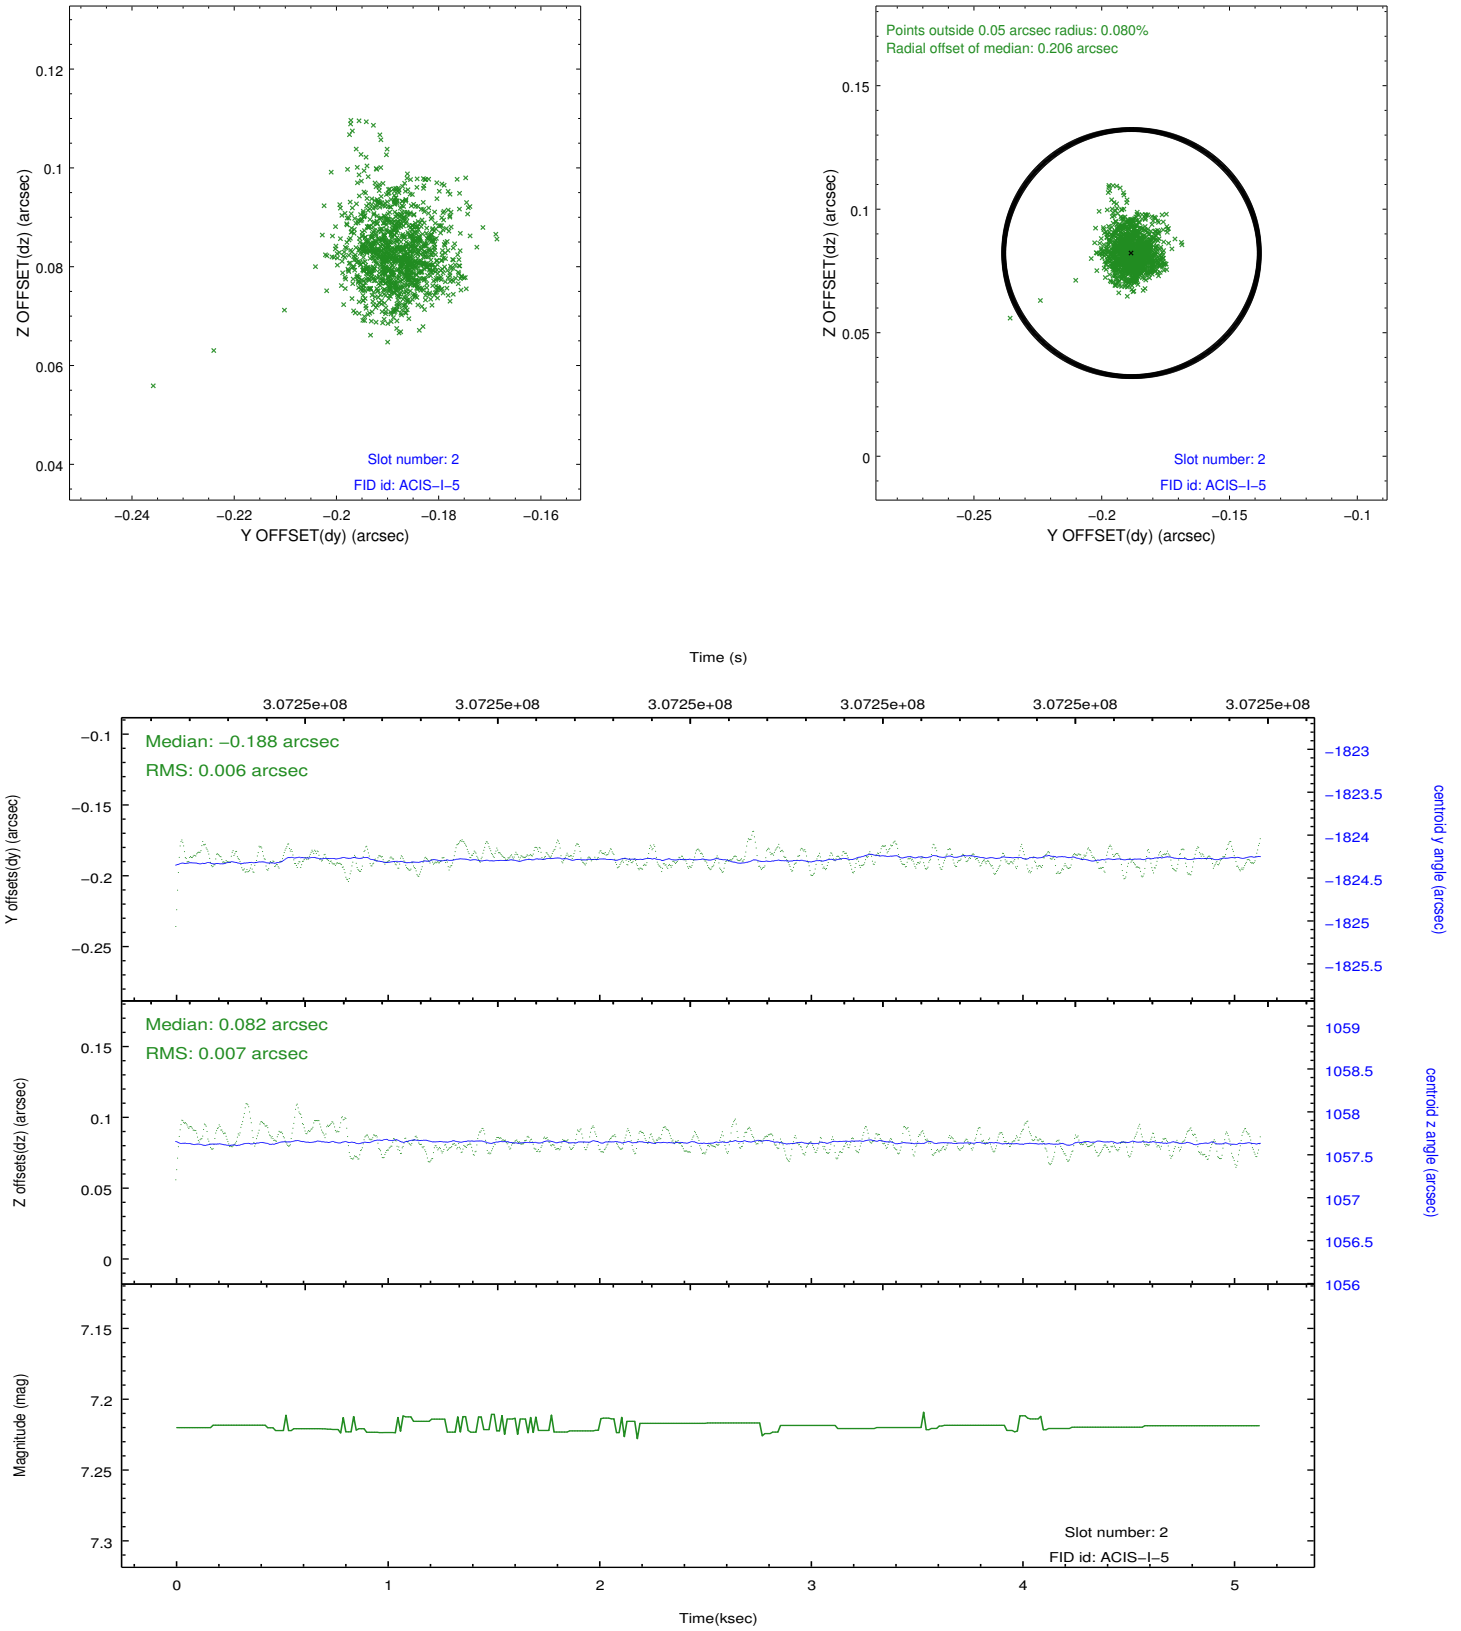 0.12
0.1
0.08
0.06
0.04
Z OFFSET(dz) (arcsec)
Slot number: 2
FID id: ACIS−I−5
−0.24 −0.22 −0.2 −0.18 −0.16
Y OFFSET(dy) (arcsec)
Points outside 0.05 arcsec radius: 0.080%
Radial offset of median: 0.206 arcsec
0.15
0.1
0.05
0
Z OFFSET(dz) (arcsec)
Slot number: 2
FID id: ACIS−I−5
−0.25 −0.2 −0.15 −0.1
Y OFFSET(dy) (arcsec)
Time (s)
3.0725e+08 3.0725e+08 3.0725e+08 3.0725e+08 3.0725e+08 3.0725e+08
Median: −0.188 arcsec
RMS: 0.006 arcsec
−0.1
−0.15
−0.2
−0.25
Y offsets(dy) (arcsec)
−1823
−1823.5
−1824
−1824.5
−1825
−1825.5
centroid y angle (arcsec)
Median: 0.082 arcsec
RMS: 0.007 arcsec
0.15
0.1
0.05
0
Z offsets(dz) (arcsec)
1059
1058.5
1058
1057.5
1057
1056.5
1056
centroid z angle (arcsec)
7.15
7.2
7.25
7.3
Magnitude (mag)
Slot number: 2
FID id: ACIS−I−5
0 1 2 3 4 5
Time(ksec)